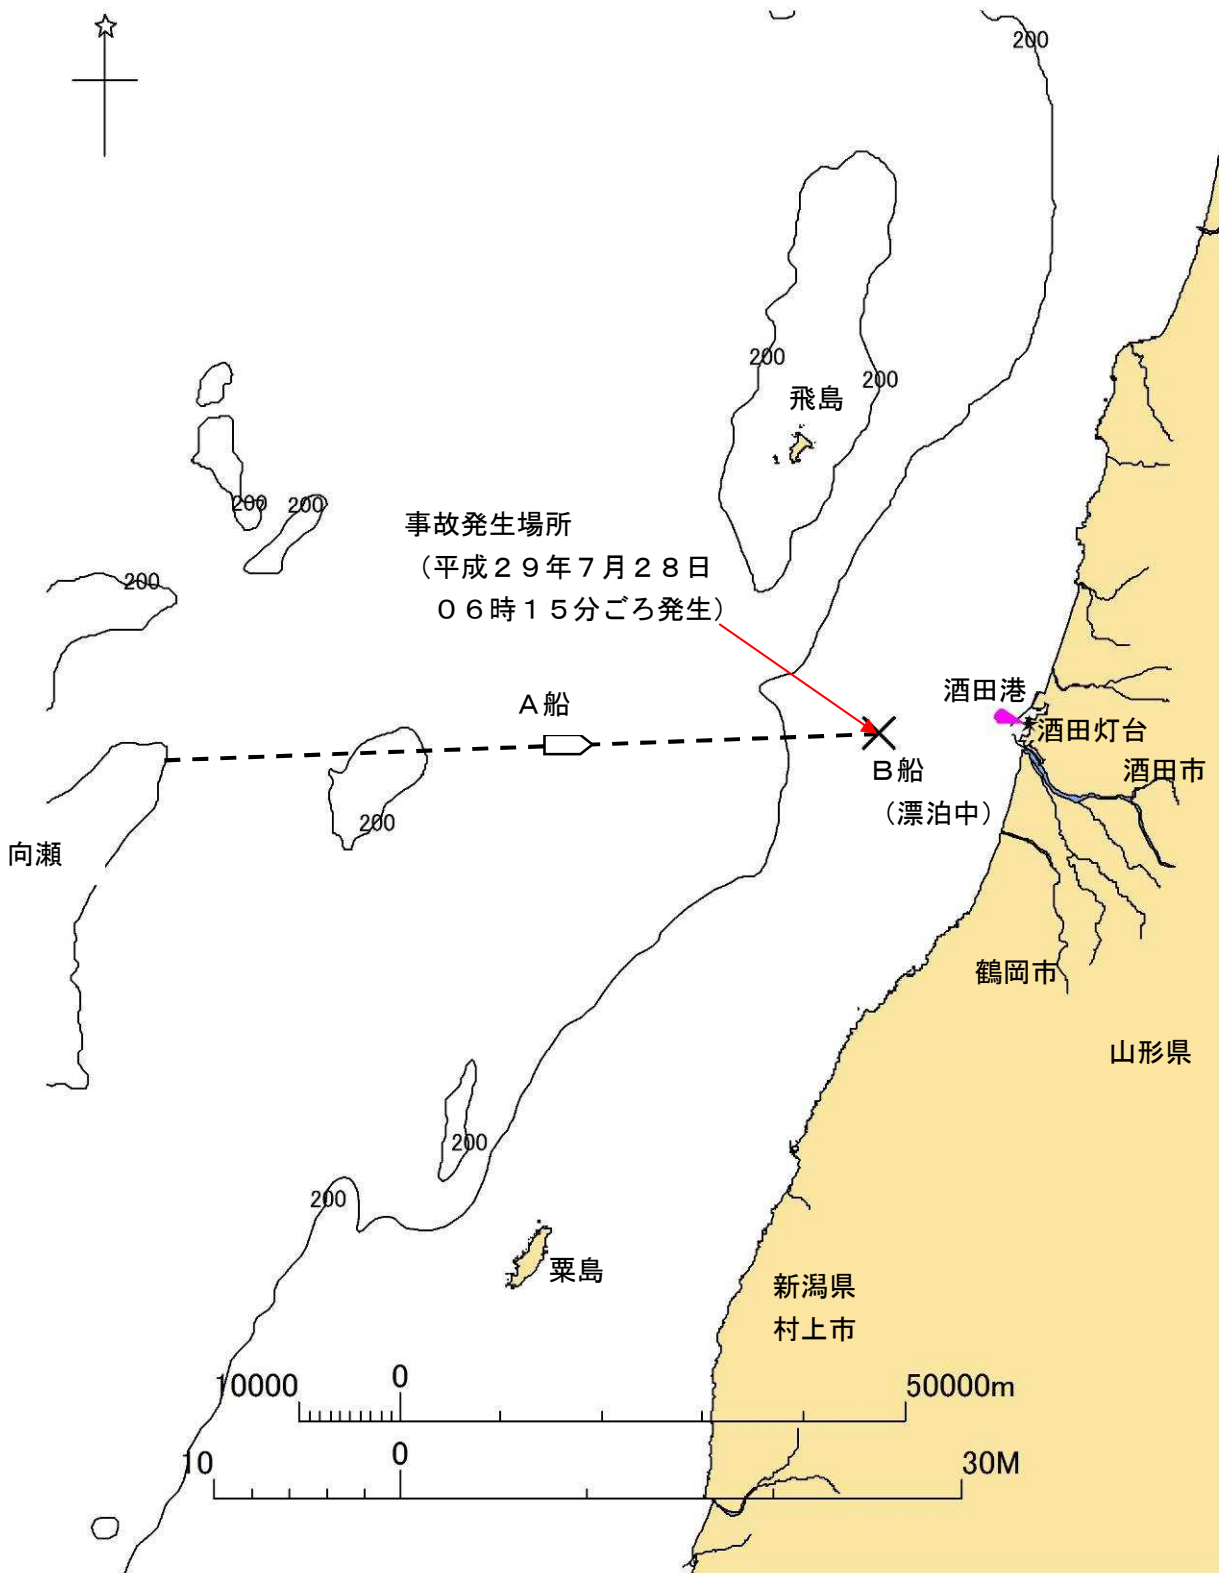 200
200
飛島
200
200
200
事故発生場所
(平成29年7月28日
06時15分ごろ発生)
200
酒田港
A船
酒田灯台
B船
酒田市
(漂泊中)
200
向瀬
鶴岡市
山形県
200
200
粟島
新潟県
村上市
10000
0
50000m
10
0
30M